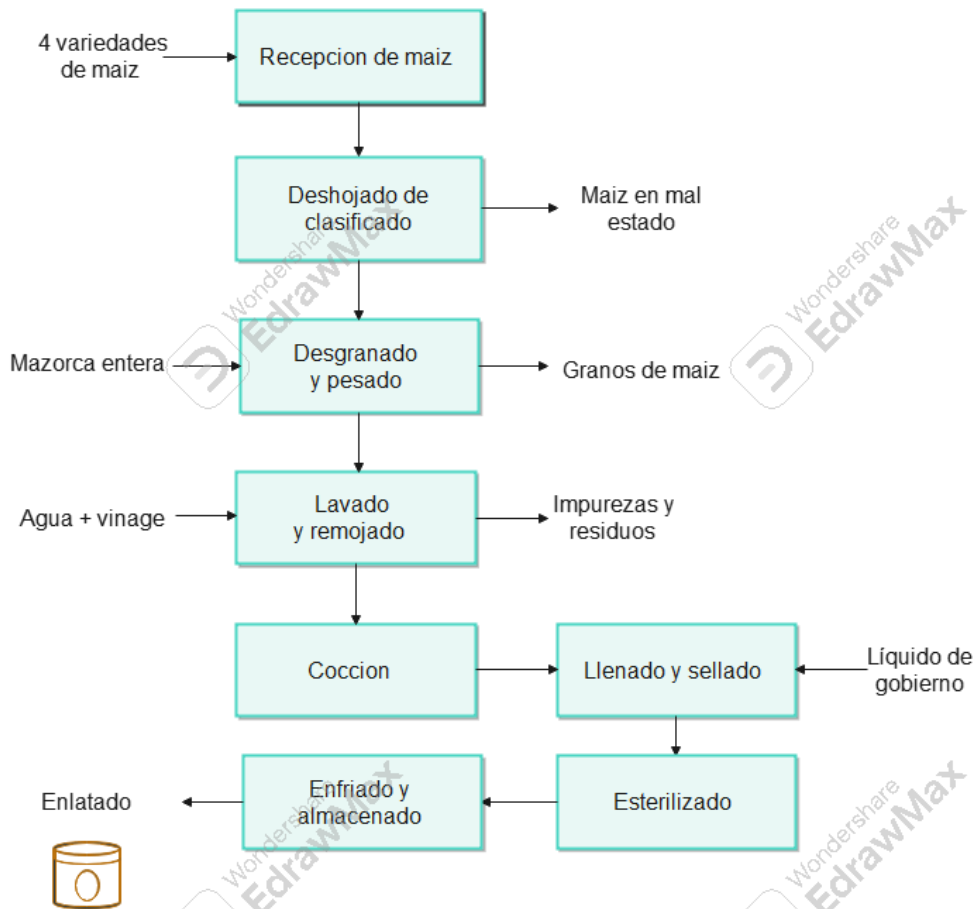 4 variedades
de maiz
Recepcion de maiz
Deshojado de
clasificado
Maiz en mal
estado
Mazorca entera
Desgranado
y pesado
Granos de maiz
Agua + vinage
Lavado
y remojado
Impurezas y
residuos
Coccion
Llenado y sellado
Líquido de
gobierno
Enlatado
Enfriado y
almacenado
Esterilizado
Wondershare
EdrawMax
Wondershare
EdrawMax
Wondershare
EdrawMax
Wondershare
EdrawMax